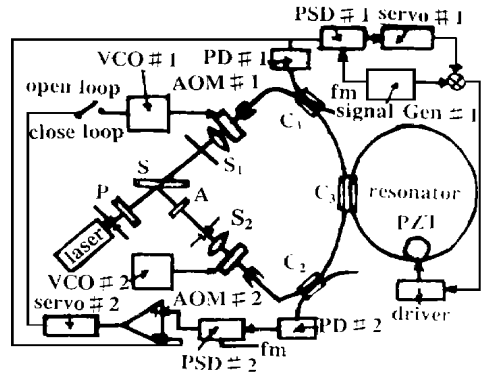 PSD#1 servo#1
VCO#1 PD#1
AOM#1
open loop
close loop
fm
signal Gen#1
C₁
S
S₁
P
A
S₂
C₃
resonator
PZT
laser
C₂
VCO#2
servo#2
AOM#2
PSD#2
fm
PD#2
driver